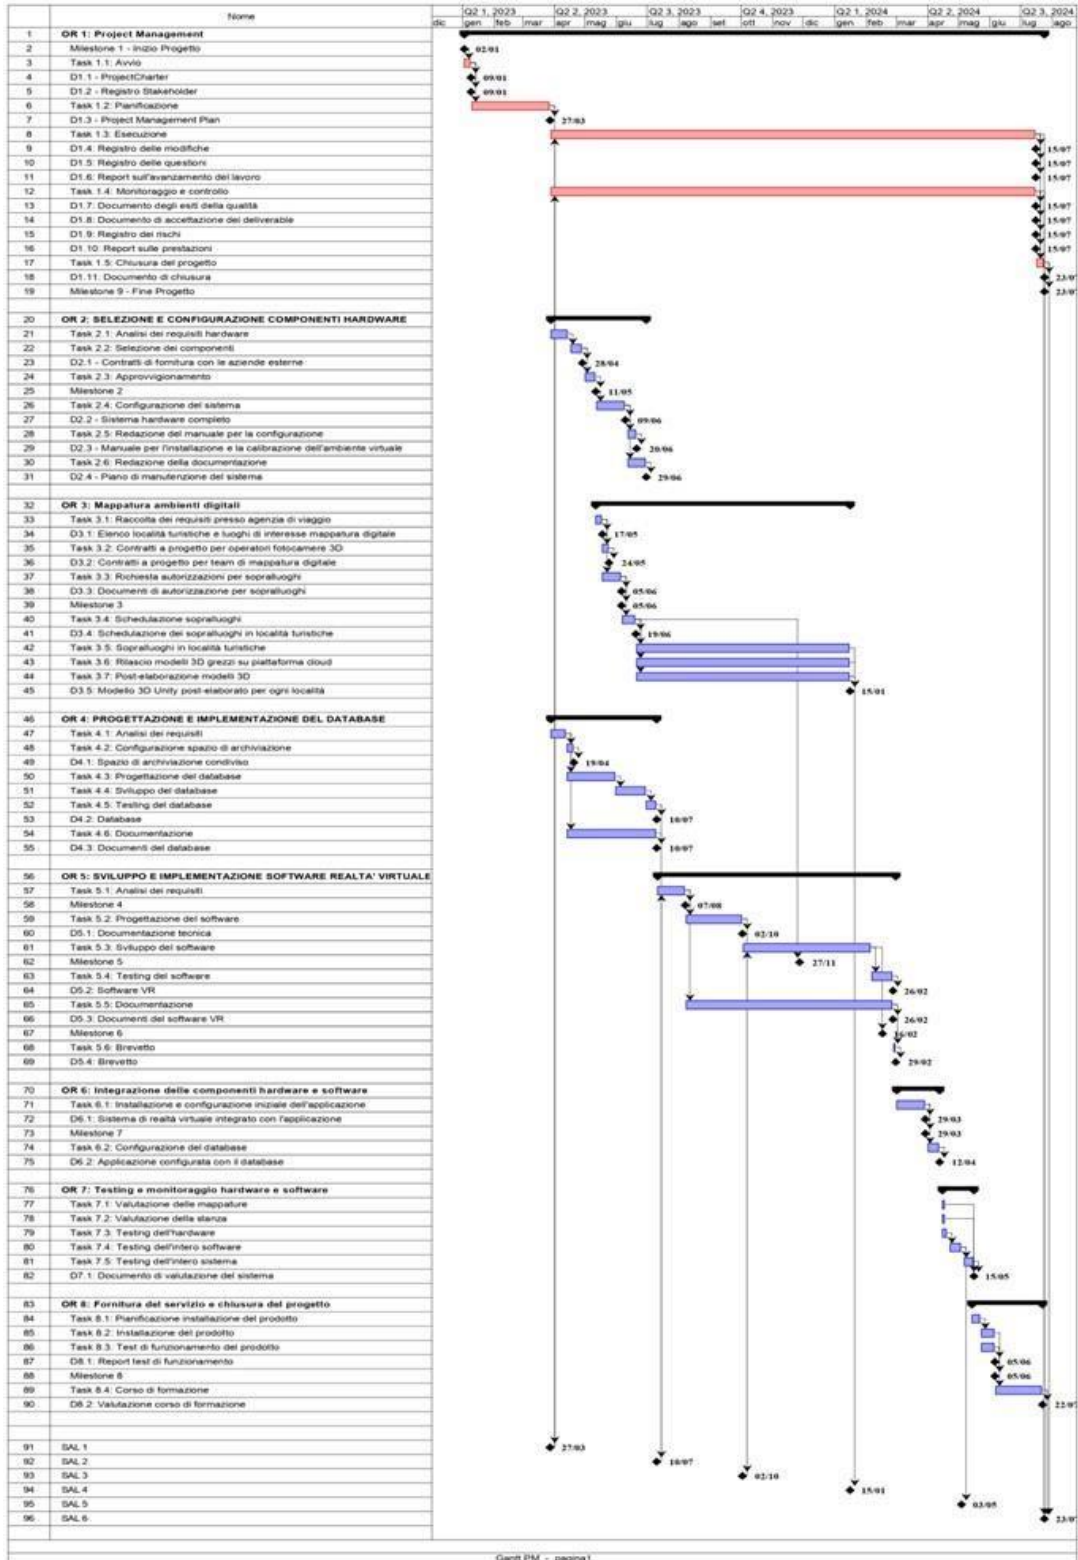 Nome
Q2 1, 2023 Q2 2, 2023 Q2 3, 2023 Q2 4, 2023 Q2 1, 2024 Q2 2, 2024 Q2 3, 2024
dic gen feb mar apr mag giu lug ago ott nov dic gen feb mar apr mag giu lug ago
1 OR 1: Project Management
2 Milestone 1 - Inizio Progetto 02/01
3 Task 1.1: Avvio
4 D1.1 - ProjectCharter 09/01
5 D1.2 - Registro Stakeholder 09/01
6 Task 1.2: Pianificazione
7 D1.3 - Project Management Plan 27/03
8 Task 1.3: Esecuzione
9 D1.4: Registro delle modifiche 15/07
10 D1.5: Registro delle questioni 15/07
11 D1.6: Report sull'avanzamento del lavoro 15/07
12 Task 1.4: Monitoraggio e controllo
13 D1.7: Documento degli esiti della qualità 15/07
14 D1.8: Documento di accettazione dei deliverable 15/07
15 D1.9: Registro dei rischi 15/07
16 D1.10: Report sulle prestazioni 15/07
17 Task 1.5: Chiusura del progetto
18 D1.11: Documento di chiusura 23/0
19 Milestone 9 - Fine Progetto 23/0
20 OR 2: SELEZIONE E CONFIGURAZIONE COMPONENTI HARDWARE
21 Task 2.1: Analisi dei requisiti hardware
22 Task 2.2: Selezione dei componenti
23 D2.1 - Contratti di fornitura con le aziende esterne 28/04
24 Task 2.3: Approvvigionamento
25 Milestone 2 11/05
26 Task 2.4: Configurazione del sistema
27 D2.2 - Sistema hardware completo 09/06
28 Task 2.5: Redazione del manuale per la configurazione
29 D2.3 - Manuale per l'installazione e la calibrazione dell'ambiente virtuale 20/06
30 Task 2.6: Redazione della documentazione
31 D2.4 - Piano di manutenzione del sistema 29/06
32 OR 3: Mappatura ambienti digitali
33 Task 3.1: Raccolta dei requisiti presso agenzia di viaggio
34 D3.1: Elenco località turistiche e luoghi di interesse mappatura digitale 17/05
35 Task 3.2: Contratti a progetto per operatori fotocamere 3D
36 D3.2: Contratti a progetto per team di mappatura digitale 24/05
37 Task 3.3: Richiesta autorizzazioni per sopralluoghi
38 D3.3: Documenti di autorizzazione per sopralluoghi 05/06
39 Milestone 3 05/06
40 Task 3.4: Schedulazione sopralluoghi
41 D3.4: Schedulazione dei sopralluoghi in località turistiche 19/06
42 Task 3.5: Sopralluoghi in località turistiche
43 Task 3.6: Rilascio modelli 3D grezzi su piattaforma cloud
44 Task 3.7: Post-elaborazione modelli 3D
45 D3.5: Modello 3D Unity post-elaborato per ogni località 15/01
46 OR 4: PROGETTAZIONE E IMPLEMENTAZIONE DEL DATABASE
47 Task 4.1: Analisi dei requisiti
48 Task 4.2: Configurazione spazio di archiviazione
49 D4.1: Spazio di archiviazione condiviso 19/04
50 Task 4.3: Progettazione del database
51 Task 4.4: Sviluppo del database
52 Task 4.5: Testing del database
53 D4.2: Database 10/07
54 Task 4.6: Documentazione
55 D4.3: Documenti del database 10/07
56 OR 5: SVILUPPO E IMPLEMENTAZIONE SOFTWARE REALTA' VIRTUALE
57 Task 5.1: Analisi dei requisiti
58 Milestone 4 07/08
59 Task 5.2: Progettazione del software
60 D5.1: Documentazione tecnica 02/10
61 Task 5.3: Sviluppo del software
62 Milestone 5 27/11
63 Task 5.4: Testing del software
64 D5.2: Software VR 26/02
65 Task 5.5: Documentazione
66 D5.3: Documenti del software VR 26/02
67 Milestone 6 6/02
68 Task 5.6: Brevetto
69 D5.4: Brevetto 29/02
70 OR 6: Integrazione delle componenti hardware e software
71 Task 6.1: Installazione e configurazione iniziale dell'applicazione
72 D6.1: Sistema di realtà virtuale integrato con l'applicazione 29/03
73 Milestone 7 29/03
74 Task 6.2: Configurazione del database
75 D6.2: Applicazione configurata con il database 12/04
76 OR 7: Testing e monitoraggio hardware e software
77 Task 7.1: Valutazione delle mappature
78 Task 7.2: Valutazione della stanza
79 Task 7.3: Testing dell'hardware
80 Task 7.4: Testing dell'intero software
81 Task 7.5: Testing dell'intero sistema
82 D7.1: Documento di valutazione del sistema 15/05
83 OR 8: Fornitura del servizio e chiusura del progetto
84 Task 8.1: Pianificazione installazione del prodotto
85 Task 8.2: Installazione del prodotto
86 Task 8.3: Test di funzionamento del prodotto
87 D8.1: Report test di funzionamento 05/06
88 Milestone 8 05/06
89 Task 8.4: Corso di formazione
90 D8.2: Valutazione corso di formazione 22/0
91 SAL 1 27/03
92 SAL 2 10/07
93 SAL 3 02/10
94 SAL 4 15/01
95 SAL 5 03/05
96 SAL 6 23/0
Gantt PM - pagina1